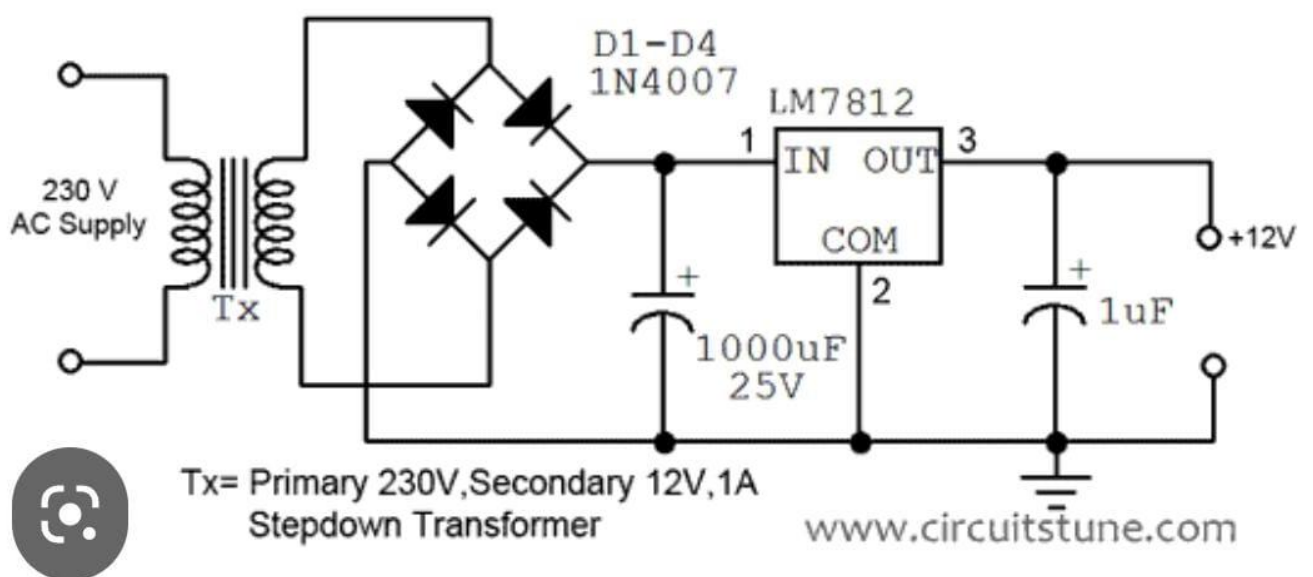 D1-D4
1N4007
LM7812
1
IN OUT
3
COM
2
230 V
AC Supply
Tx
+
1000uF
25V
+
1uF
+12V
Tx= Primary 230V,Secondary 12V,1A
Stepdown Transformer
www.circuitstune.com